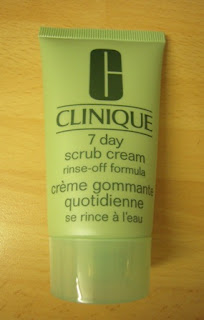 C
CLINIQUE
7 day
scrub cream
rinse-off formula
crème gommante
quotidienne
se rince à l'eau